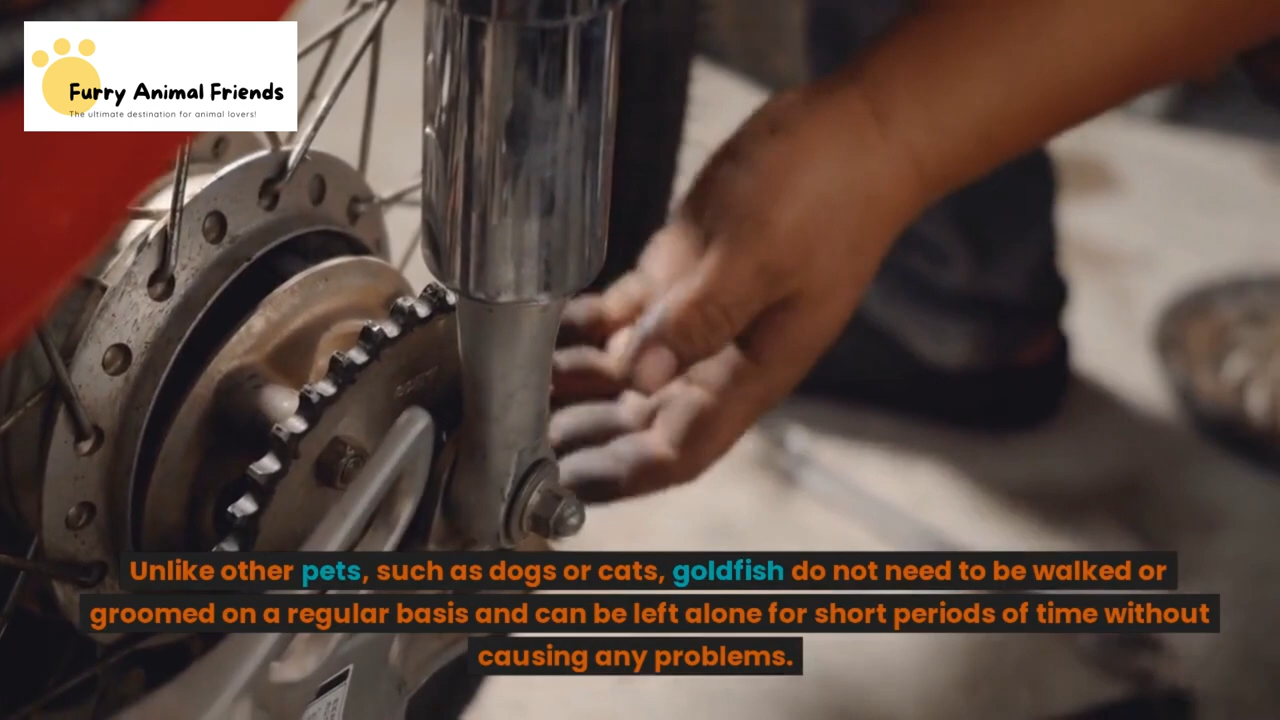 Furry Animal Friends
The ultimate destination for animal lovers!
Unlike other pets, such as dogs or cats, goldfish do not need to be walked or
groomed on a regular basis and can be left alone for short periods of time without
causing any problems.